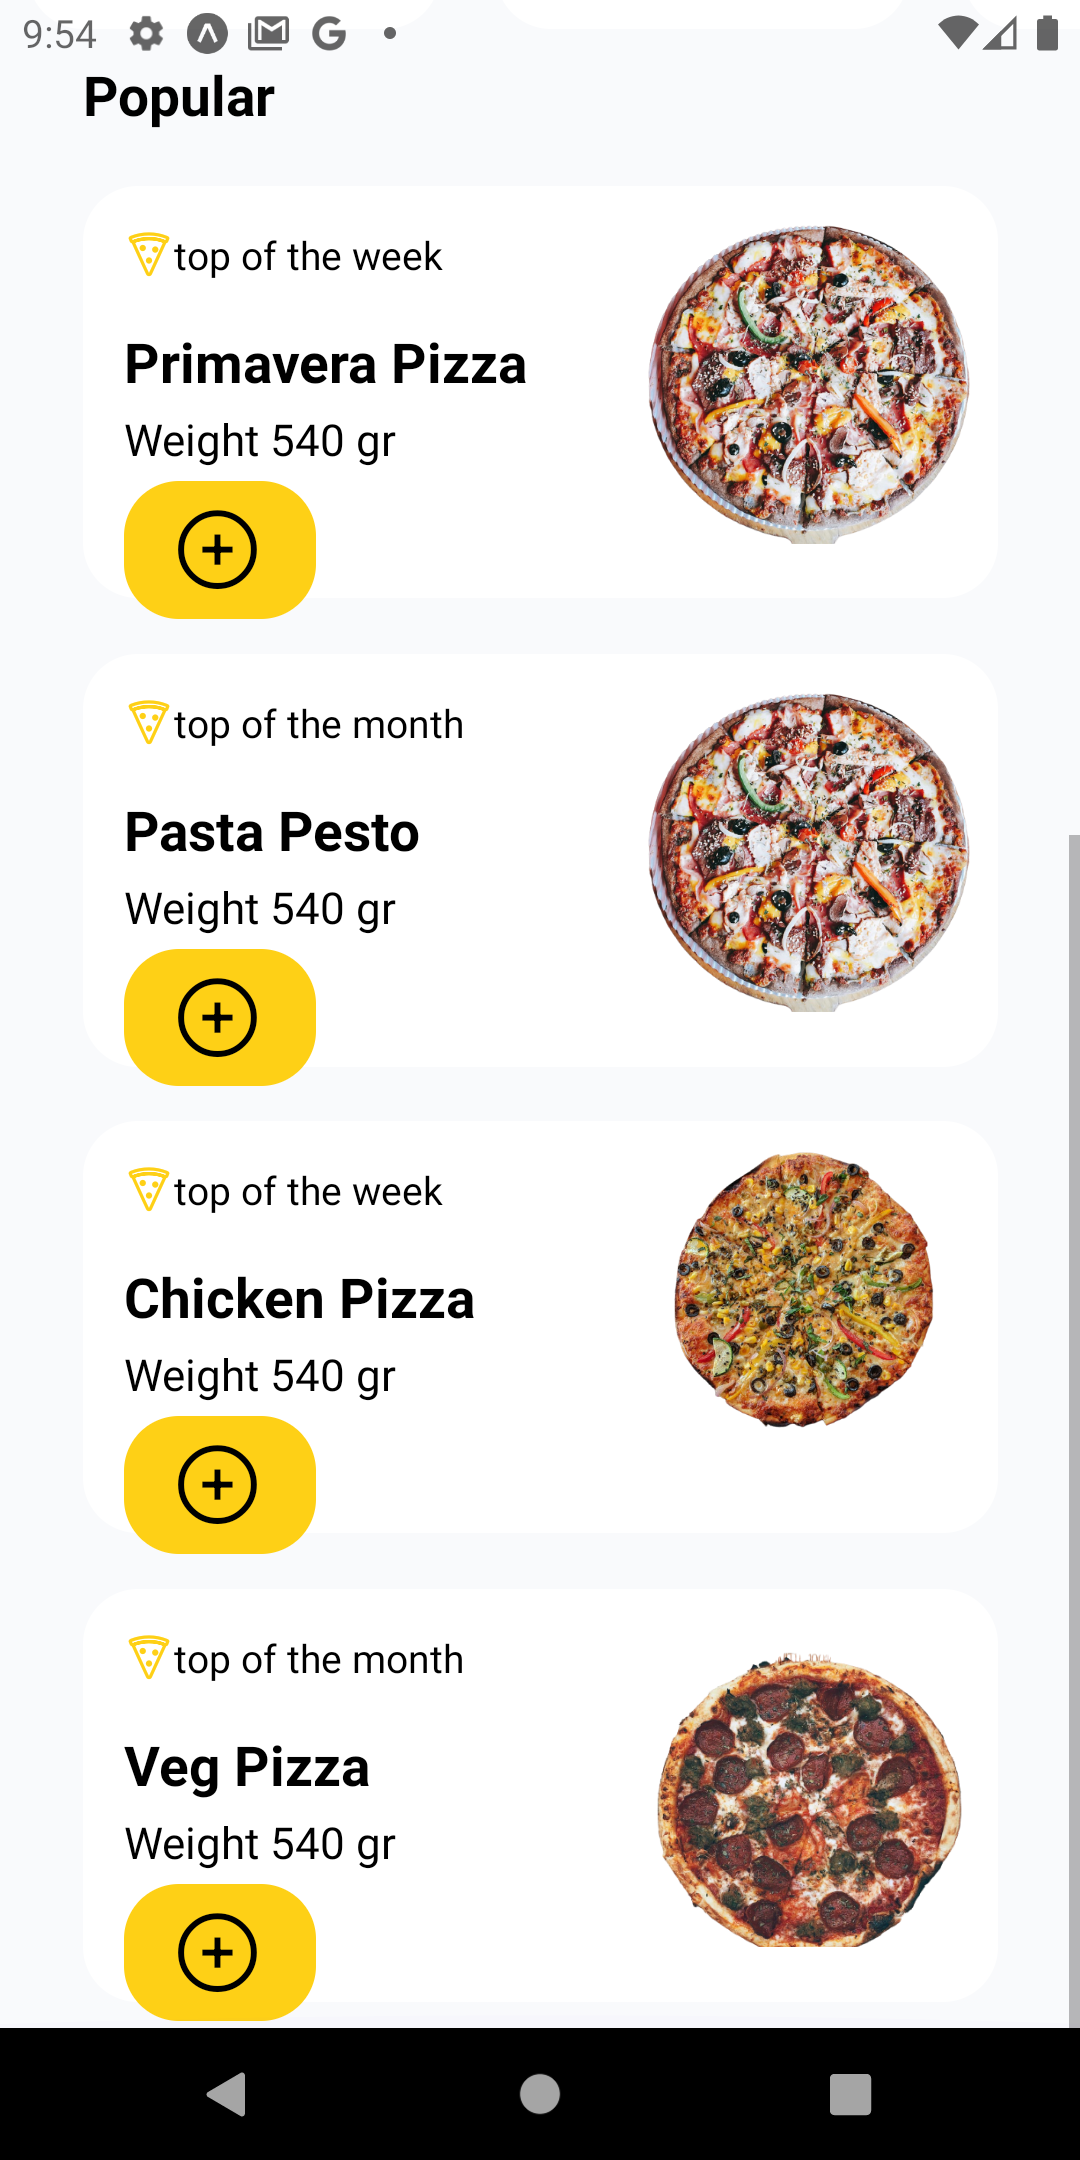 9:54
Popular
top of the week
Primavera Pizza
Weight 540 gr
top of the month
Pasta Pesto
Weight 540 gr
top of the week
Chicken Pizza
Weight 540 gr
top of the month
Veg Pizza
Weight 540 gr